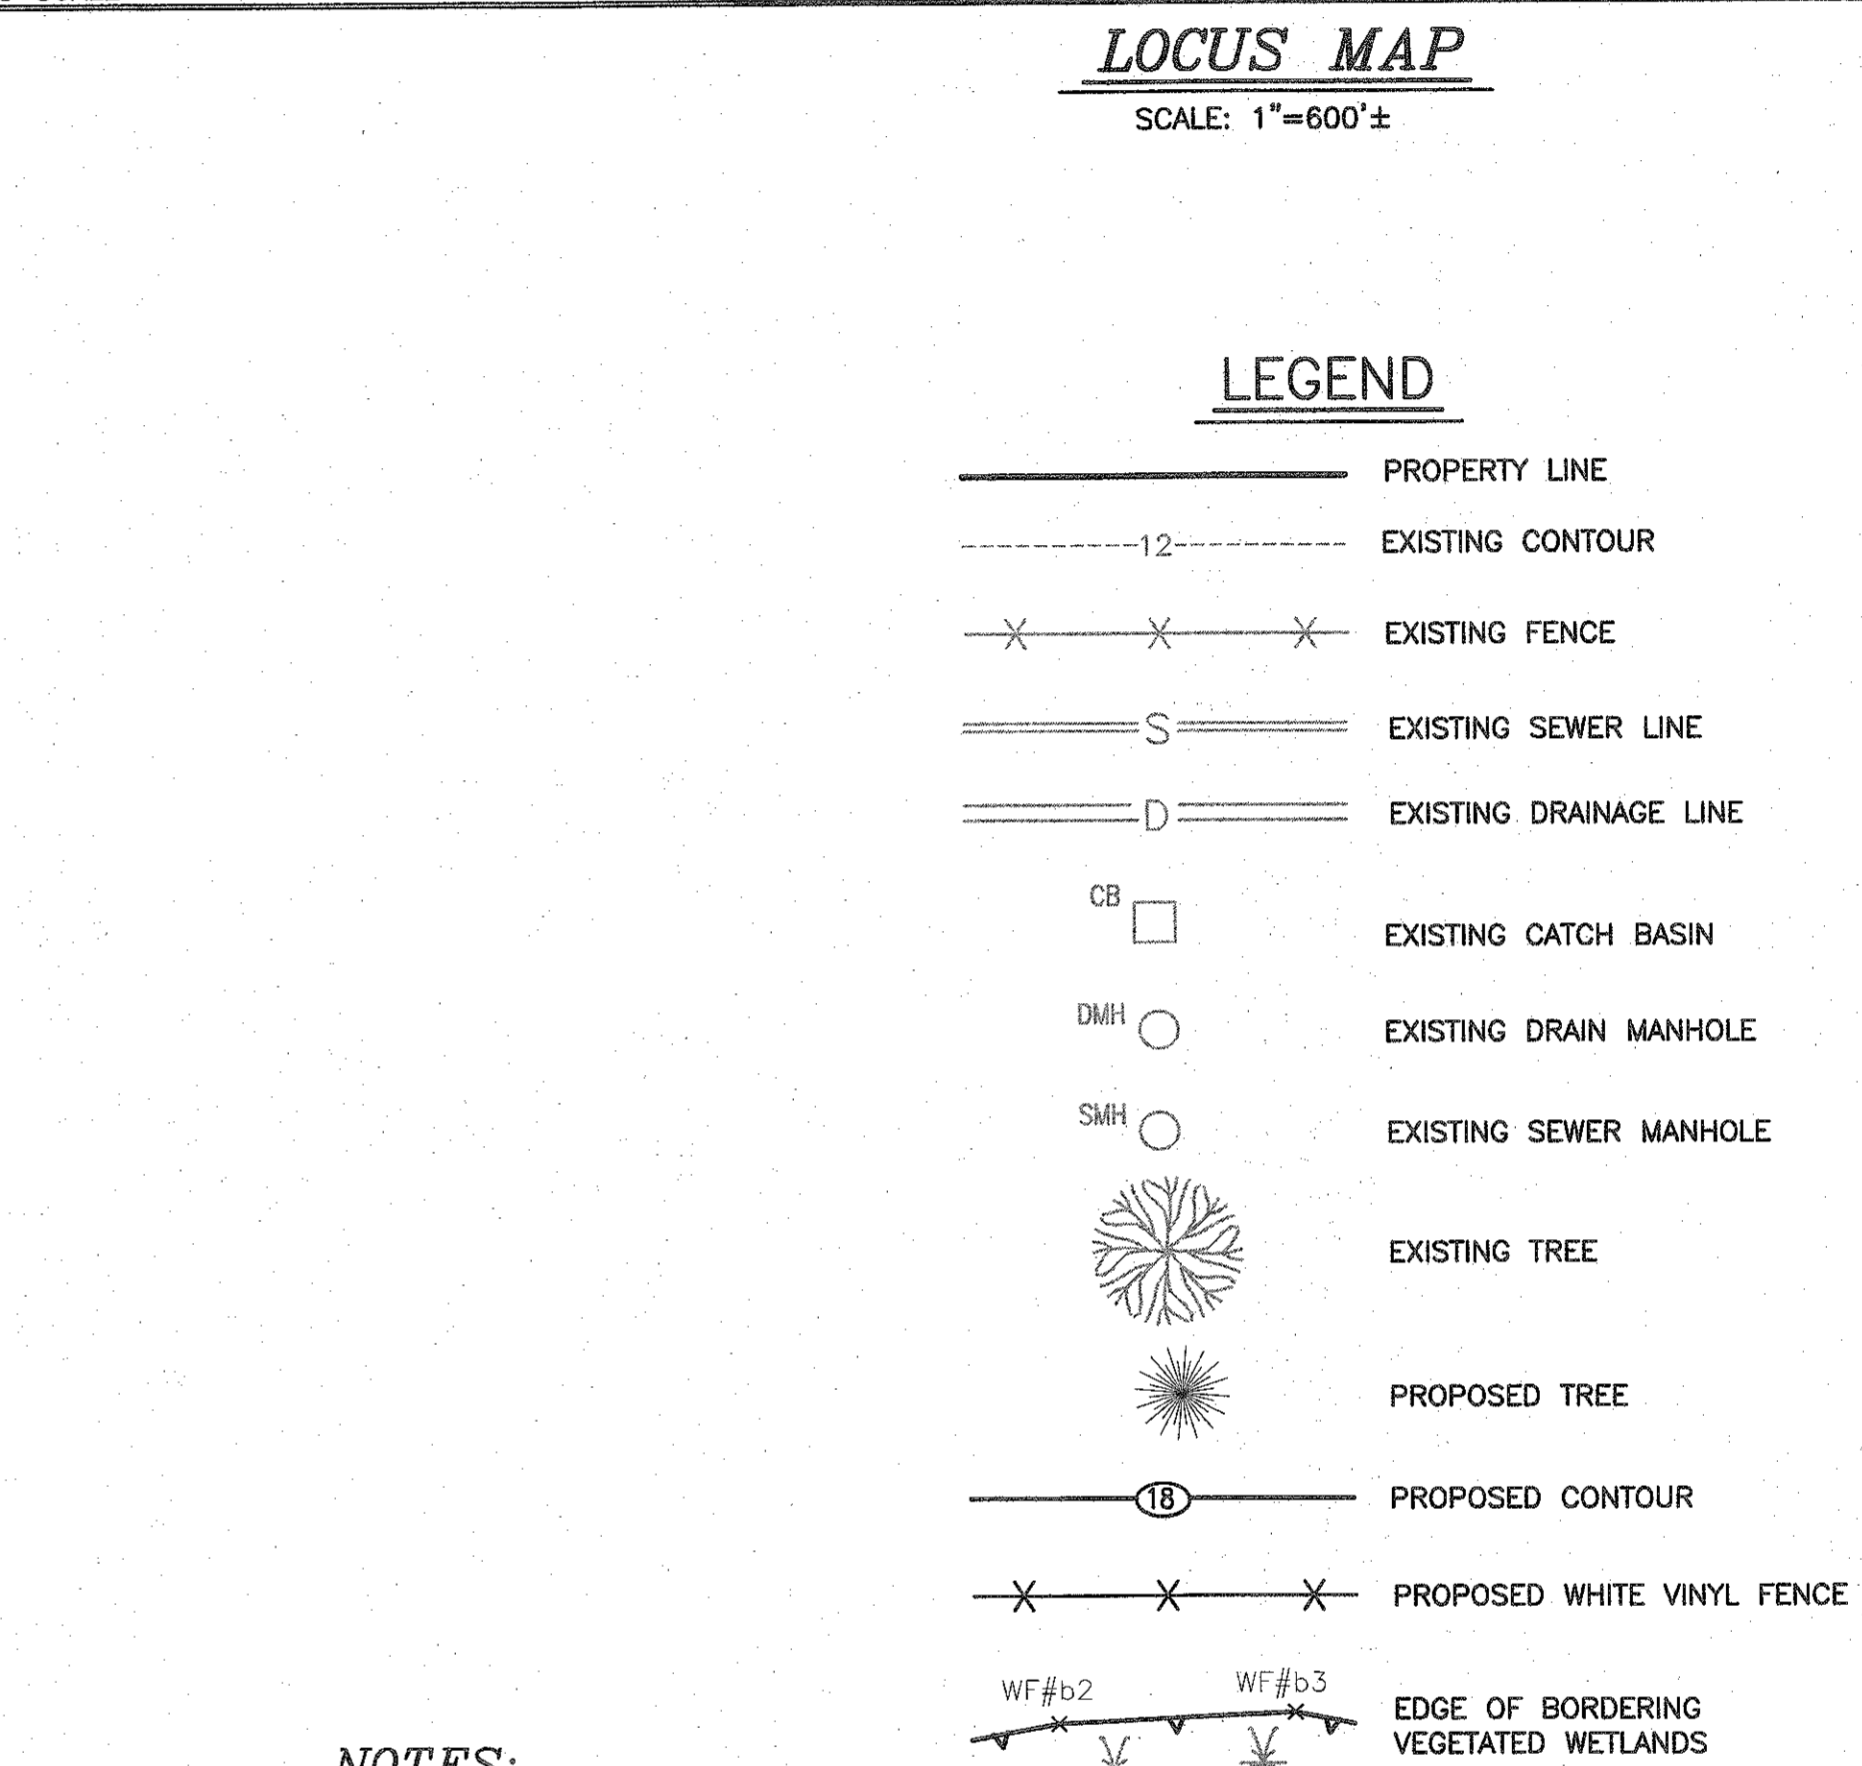 LOCUS MAP
SCALE: 1"=600'±
LEGEND
PROPERTY LINE
12 EXISTING CONTOUR
X X X EXISTING FENCE
S EXISTING SEWER LINE
D EXISTING DRAINAGE LINE
CB EXISTING CATCH BASIN
DMH EXISTING DRAIN MANHOLE
SMH EXISTING SEWER MANHOLE
EXISTING TREE
PROPOSED TREE
18 PROPOSED CONTOUR
X X X PROPOSED WHITE VINYL FENCE
WF#b2 WF#b3
EDGE OF BORDERING
VEGETATED WETLANDS
NOTES: